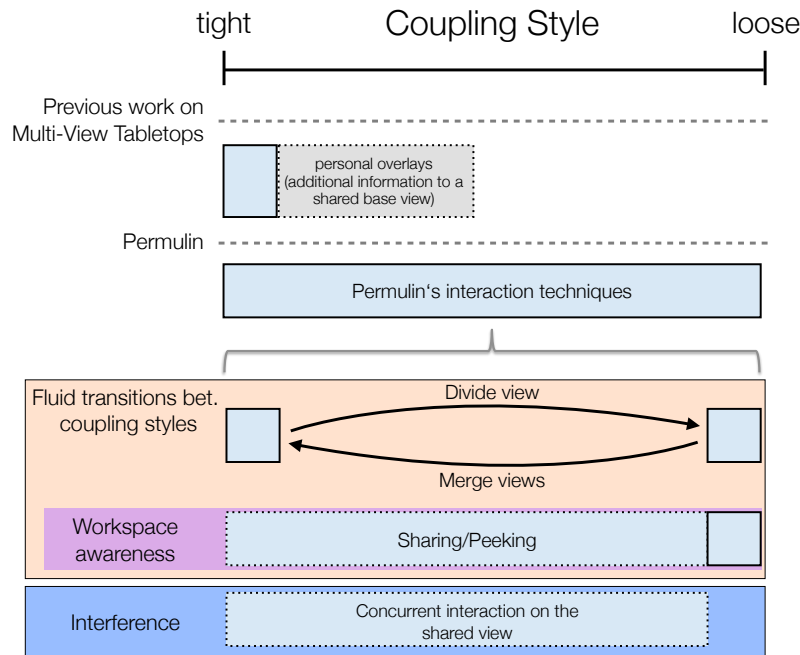 tight Coupling Style loose
Previous work on
Multi-View Tabletops
personal overlays
(additional information to a
shared base view)
Permulin
Permulin‘s interaction techniques
Fluid transitions bet.
coupling styles
Divide view
Merge views
Workspace
awareness
Sharing/Peeking
Interference
Concurrent interaction on the
shared view